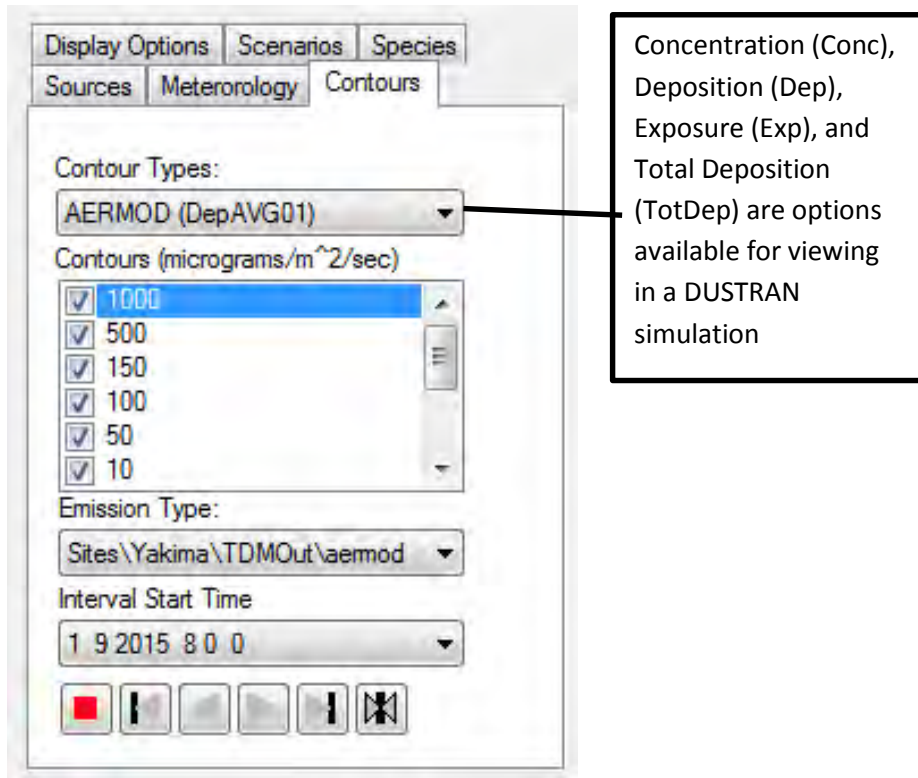 Display Options Scenarios Species
Sources Meterorology Contours
Contour Types:
AERMOD (DepAVG01)
Contours (micrograms/m^2/sec)
1000
500
150
100
50
10
Emission Type:
Sites\Yakima\TDMOut\aermod
Interval Start Time
1 9 2015 8 0 0
Concentration (Conc),
Deposition (Dep),
Exposure (Exp), and
Total Deposition
(TotDep) are options
available for viewing
in a DUSTRAN
simulation